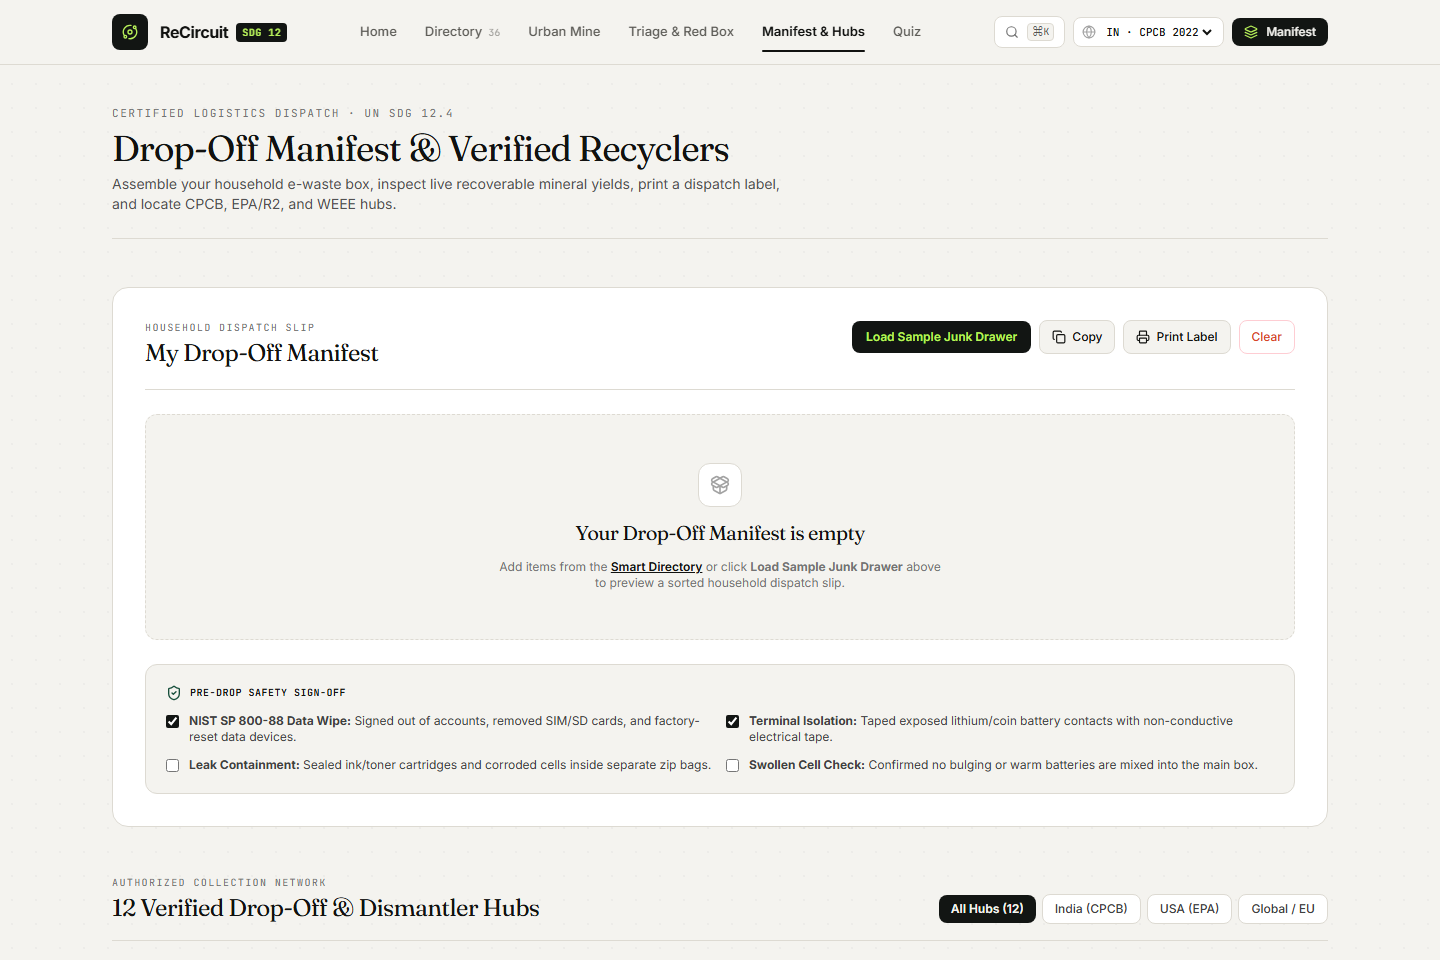 ReCircuit SDG 12
Home Directory 36 Urban Mine Triage & Red Box Manifest & Hubs Quiz
⌘K IN · CPCB 2022 Manifest
CERTIFIED LOGISTICS DISPATCH · UN SDG 12.4
Drop-Off Manifest & Verified Recyclers
Assemble your household e-waste box, inspect live recoverable mineral yields, print a dispatch label,
and locate CPCB, EPA/R2, and WEEE hubs.
HOUSEHOLD DISPATCH SLIP
My Drop-Off Manifest
Load Sample Junk Drawer Copy Print Label Clear
Your Drop-Off Manifest is empty
Add items from the Smart Directory or click Load Sample Junk Drawer above
to preview a sorted household dispatch slip.
PRE-DROP SAFETY SIGN-OFF
NIST SP 800-88 Data Wipe: Signed out of accounts, removed SIM/SD cards, and factory-
reset data devices.
Terminal Isolation: Taped exposed lithium/coin battery contacts with non-conductive
electrical tape.
Leak Containment: Sealed ink/toner cartridges and corroded cells inside separate zip bags.
Swollen Cell Check: Confirmed no bulging or warm batteries are mixed into the main box.
AUTHORIZED COLLECTION NETWORK
12 Verified Drop-Off & Dismantler Hubs
All Hubs (12) India (CPCB) USA (EPA) Global / EU